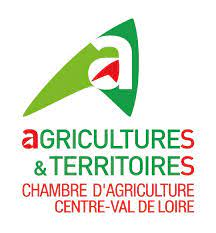 a
aGRICULTURES
& TERRITOIRES
CHAMBRE D'AGRICULTURE
CENTRE-VAL DE LOIRE